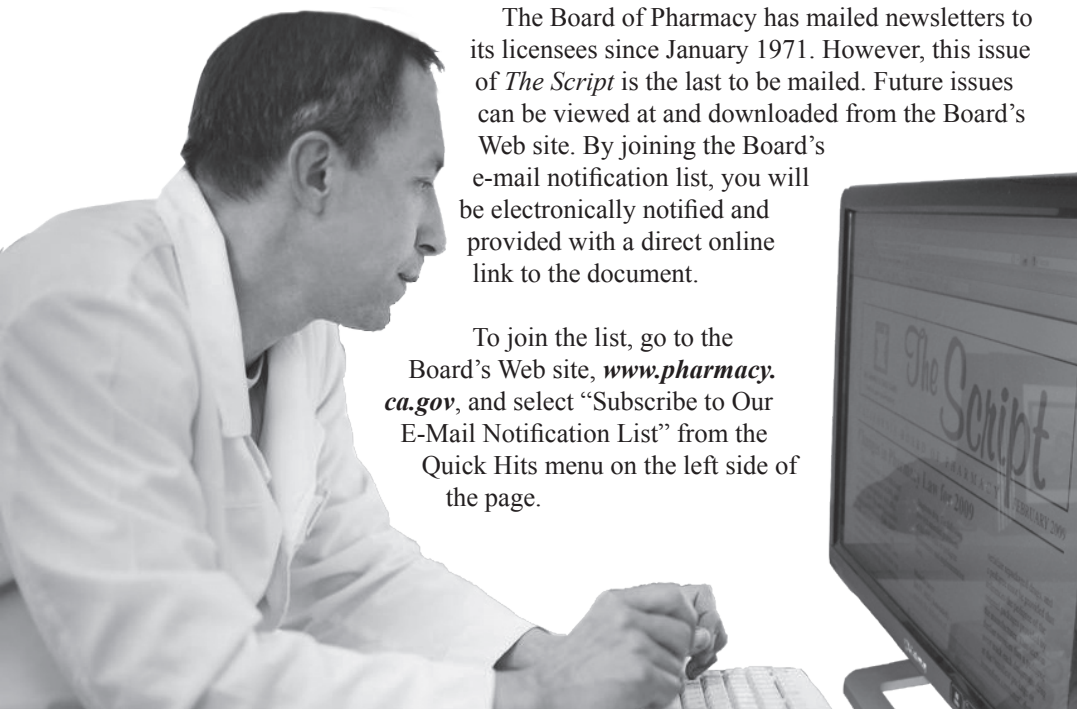 The Board of Pharmacy has mailed newsletters to
its licensees since January 1971. However, this issue
of The Script is the last to be mailed. Future issues
can be viewed at and downloaded from the Board’s
Web site. By joining the Board’s
e-mail notification list, you will
be electronically notified and
provided with a direct online
link to the document.
To join the list, go to the
Board’s Web site, www.pharmacy.
ca.gov, and select “Subscribe to Our
E-Mail Notification List” from the
Quick Hits menu on the left side of
the page.
The Script
FEBRUARY 2009
Law for 2009